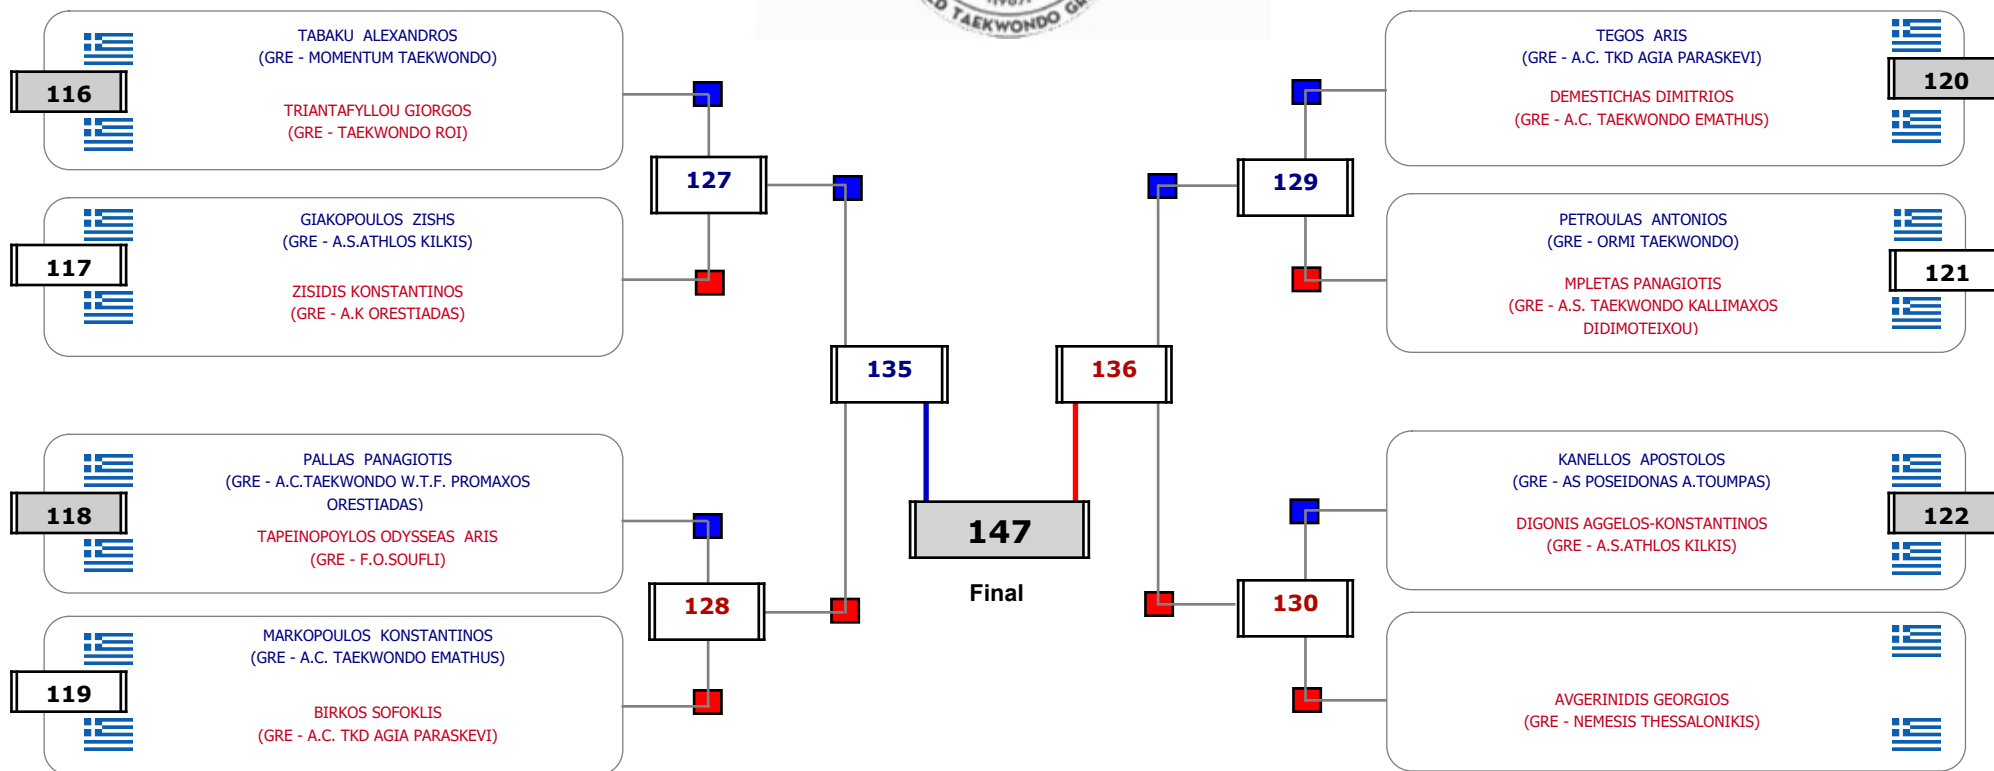 TAEKWONDO
TABAKU ALEXANDROS
(GRE - MOMENTUM TAEKWONDO)
116
TRIANTAFYLLOU GIORGOS
(GRE - TAEKWONDO ROI)
GIAKOPOULOS ZISHS
(GRE - A.S.ATHLOS KILKIS)
117
ZISIDIS KONSTANTINOS
(GRE - A.K ORESTIADAS)
127
135
PALLAS PANAGIOTIS
(GRE - A.C.TAEKWONDO W.T.F. PROMAXOS
ORESTIADAS)
118
TAPEINOPOYLOS ODYSSEAS ARIS
(GRE - F.O.SOUFLI)
128
MARKOPOULOS KONSTANTINOS
(GRE - A.C. TAEKWONDO EMATHUS)
119
BIRKOS SOFOKLIS
(GRE - A.C. TKD AGIA PARASKEVI)
147
Final
TEGOS ARIS
(GRE - A.C. TKD AGIA PARASKEVI)
120
DEMESTICHAS DIMITRIOS
(GRE - A.C. TAEKWONDO EMATHUS)
129
PETROULAS ANTONIOS
(GRE - ORMI TAEKWONDO)
121
MPLETAS PANAGIOTIS
(GRE - A.S. TAEKWONDO KALLIMAXOS
DIDIMOTEIXOU)
136
KANELLOS APOSTOLOS
(GRE - AS POSEIDONAS A.TOUMPAS)
122
DIGONIS AGGELOS-KONSTANTINOS
(GRE - A.S.ATHLOS KILKIS)
130
AVGERINIDIS GEORGIOS
(GRE - NEMESIS THESSALONIKIS)